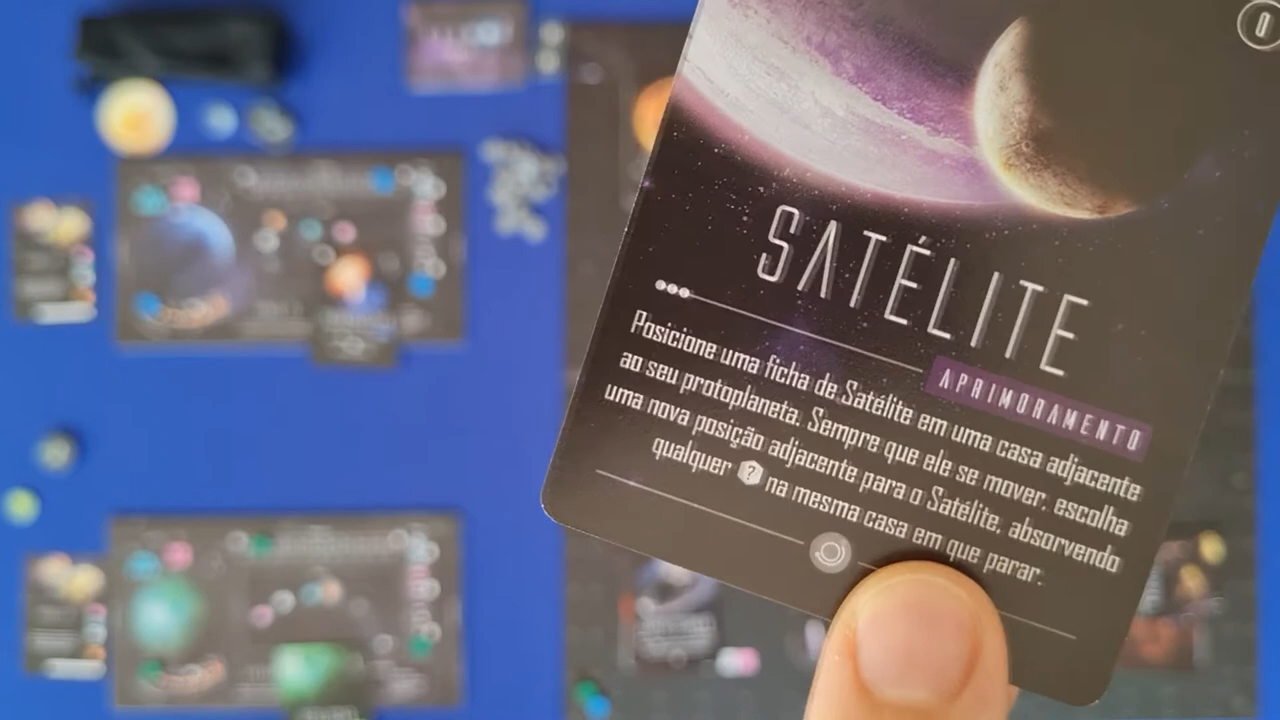 0
SATÉLITE
APRIMORAMENTO
Posicione uma ficha de Satélite em uma casa adjacente
ao seu protoplaneta. Sempre que ele se mover, escolha
uma nova posição adjacente para o Satélite, absorvendo
qualquer ? na mesma casa em que parar.